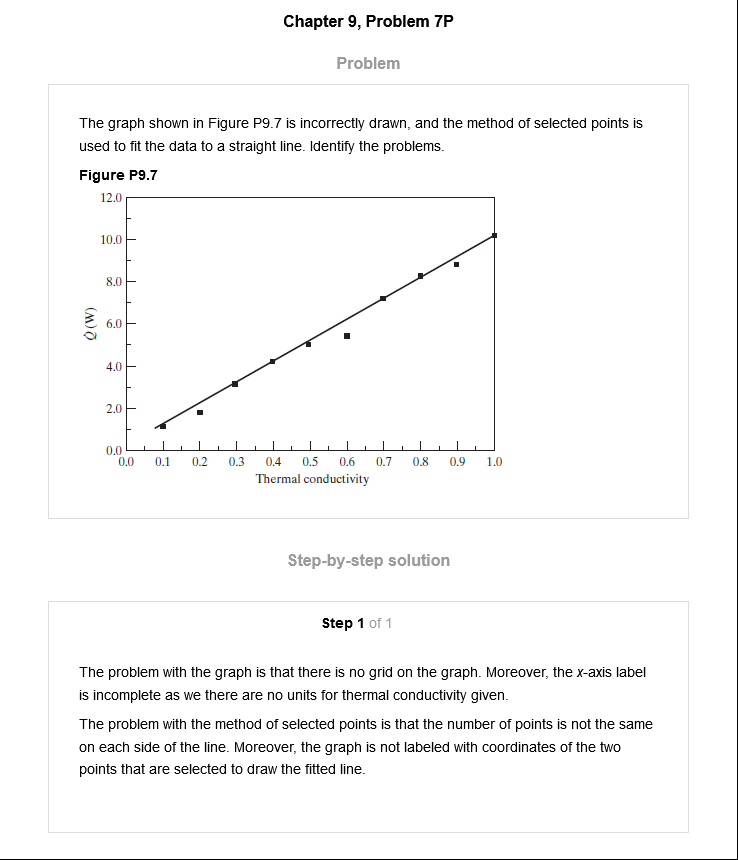 Chapter 9, Problem 7P
Problem
The graph shown in Figure P9.7 is incorrectly drawn, and the method of selected points is
used to fit the data to a straight line. Identify the problems.
Figure P9.7
12.0
10.0
8.0
6.0
4.0
2.0
0.0
Q̇ (W)
0.0 0.1 0.2 0.3 0.4 0.5 0.6 0.7 0.8 0.9 1.0
Thermal conductivity
Step-by-step solution
Step 1 of 1
The problem with the graph is that there is no grid on the graph. Moreover, the x-axis label
is incomplete as we there are no units for thermal conductivity given.
The problem with the method of selected points is that the number of points is not the same
on each side of the line. Moreover, the graph is not labeled with coordinates of the two
points that are selected to draw the fitted line.